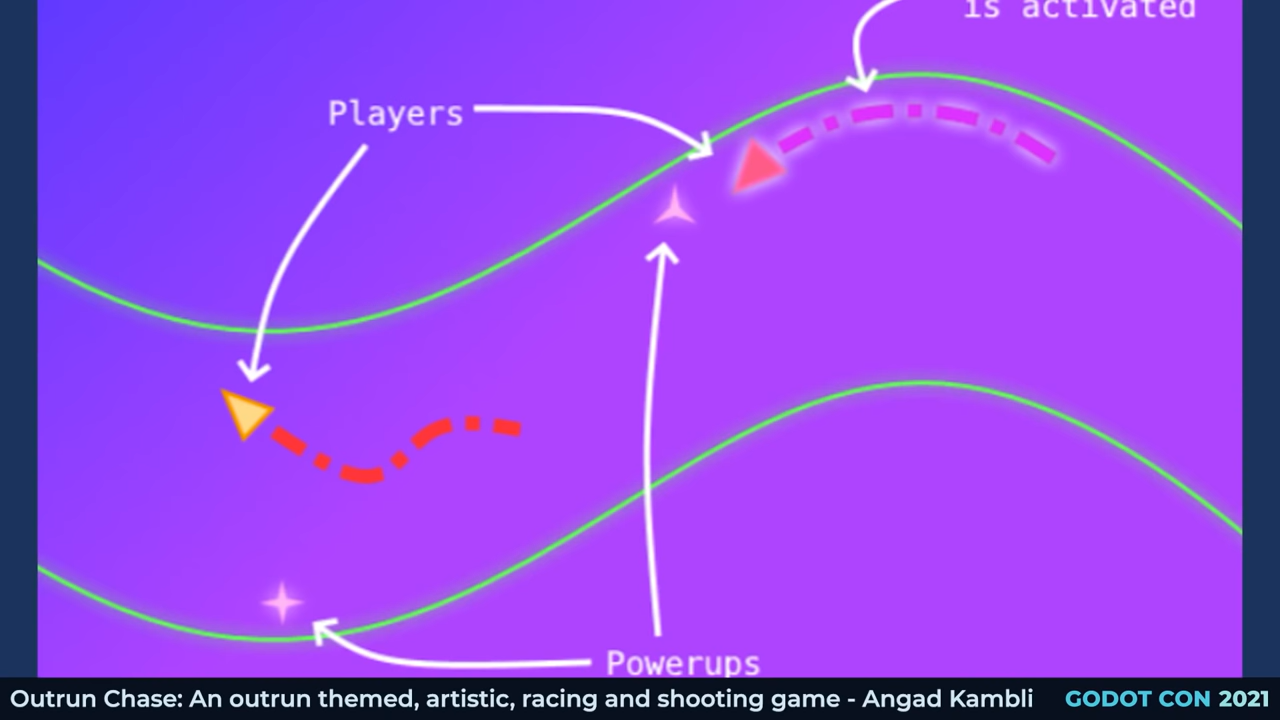 is activated
Players
Powerups
Outrun Chase: An outrun themed, artistic, racing and shooting game - Angad Kambli GODOT CON 2021